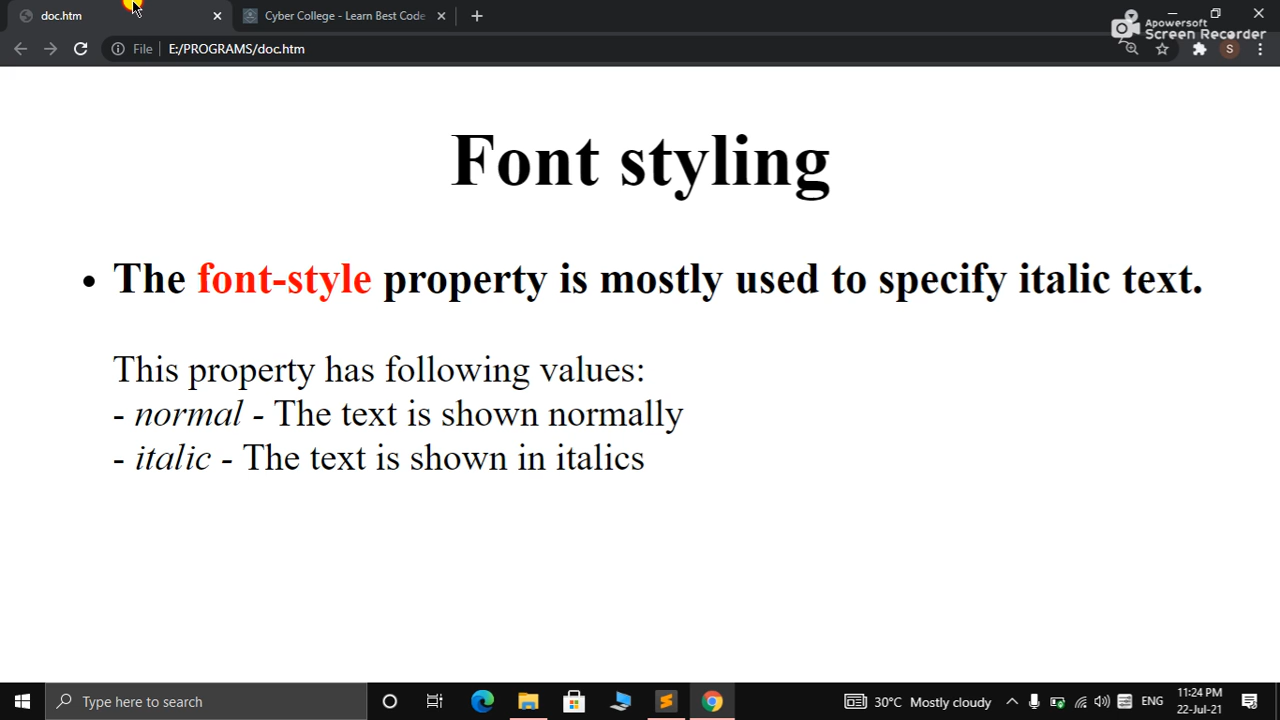 doc.htm
Cyber College - Learn Best Code
Apowersoft
Screen Recorder
File
E:/PROGRAMS/doc.htm
S
Font styling
• The font-style property is mostly used to specify italic text.
This property has following values:
- normal - The text is shown normally
- italic - The text is shown in italics
Type here to search
30°C Mostly cloudy
ENG
11:24 PM
22-Jul-21